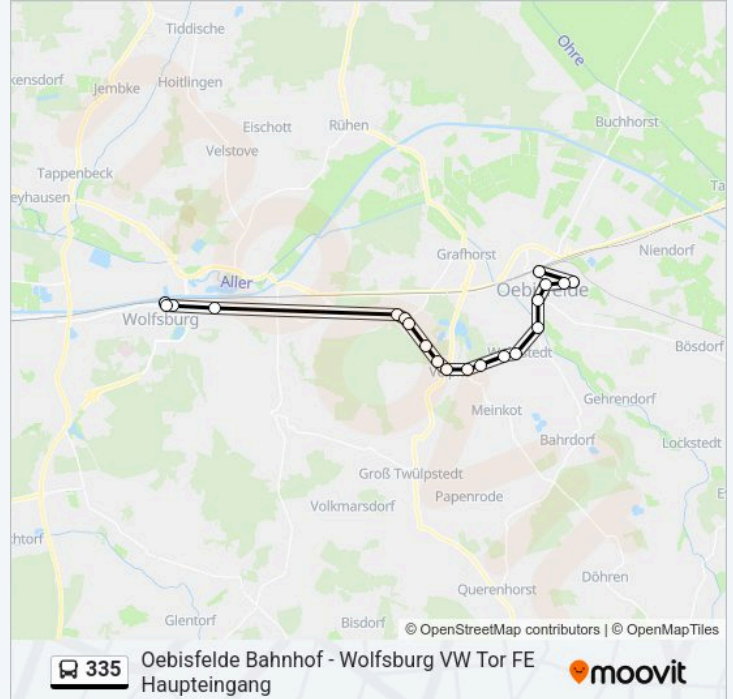 Tiddische
Ohre
kensdorf
Jembke
Hoitlingen
Buchhorst
Eischott
Rühen
Velstove
Tappenbeck
Ta
eyhausen
Grafhorst
Niendorf
Aller
Oebisfelde
Wolfsburg
Bösdorf
Meinkot
Gehrendorf
Bahrdorf
Lockstedt
Groß Twülpstedt
Papenrode
Volkmarsdorf
htorf
Döhren
Querenhorst
Glentorf
Bisdorf
© OpenStreetMap contributors | © OpenMapTiles
335
Oebisfelde Bahnhof - Wolfsburg VW Tor FE
Haupteingang
moovit